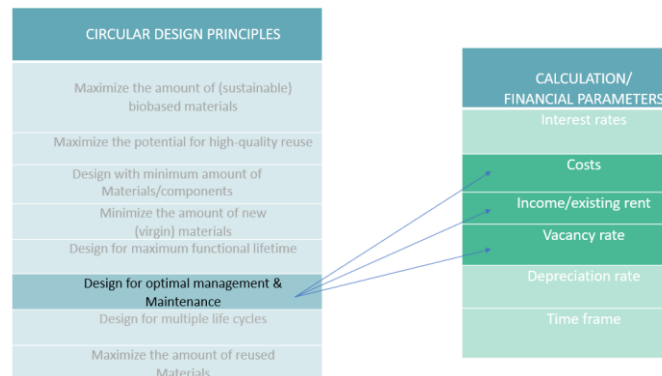 CIRCULAR DESIGN PRINCIPLES
Maximize the amount of (sustainable)
biobased materials
Maximize the potential for high-quality reuse
Design with minimum amount of
Materials/components
Minimize the amount of new
(virgin) materials
Design for maximum functional lifetime
Design for optimal management &
Maintenance
Design for multiple life cycles
Maximize the amount of reused
Materials
CALCULATION/
FINANCIAL PARAMETERS
Interest rates
Costs
Income/existing rent
Vacancy rate
Depreciation rate
Time frame